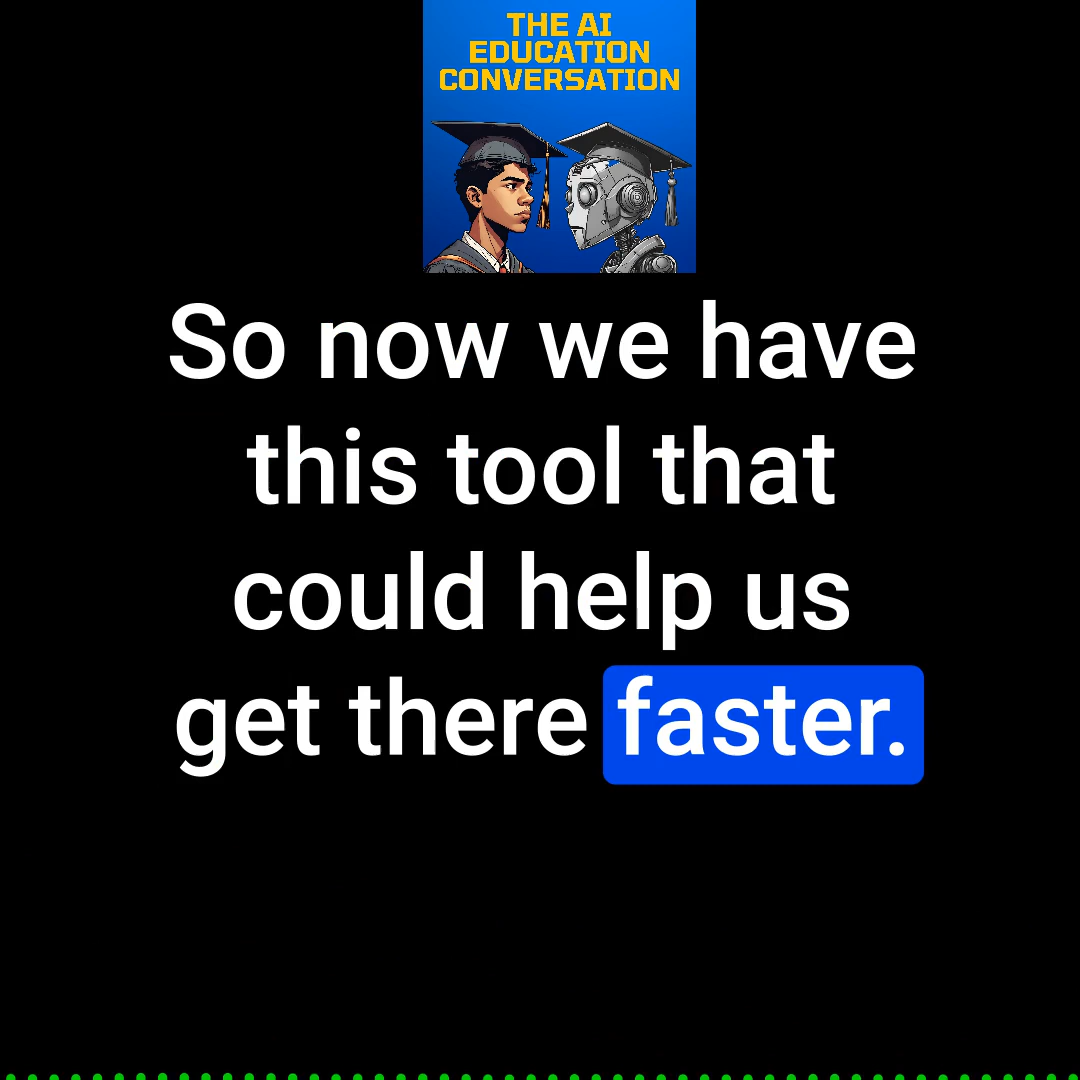 THE AI
EDUCATION
CONVERSATION
So now we have
this tool that
could help us
get there faster.